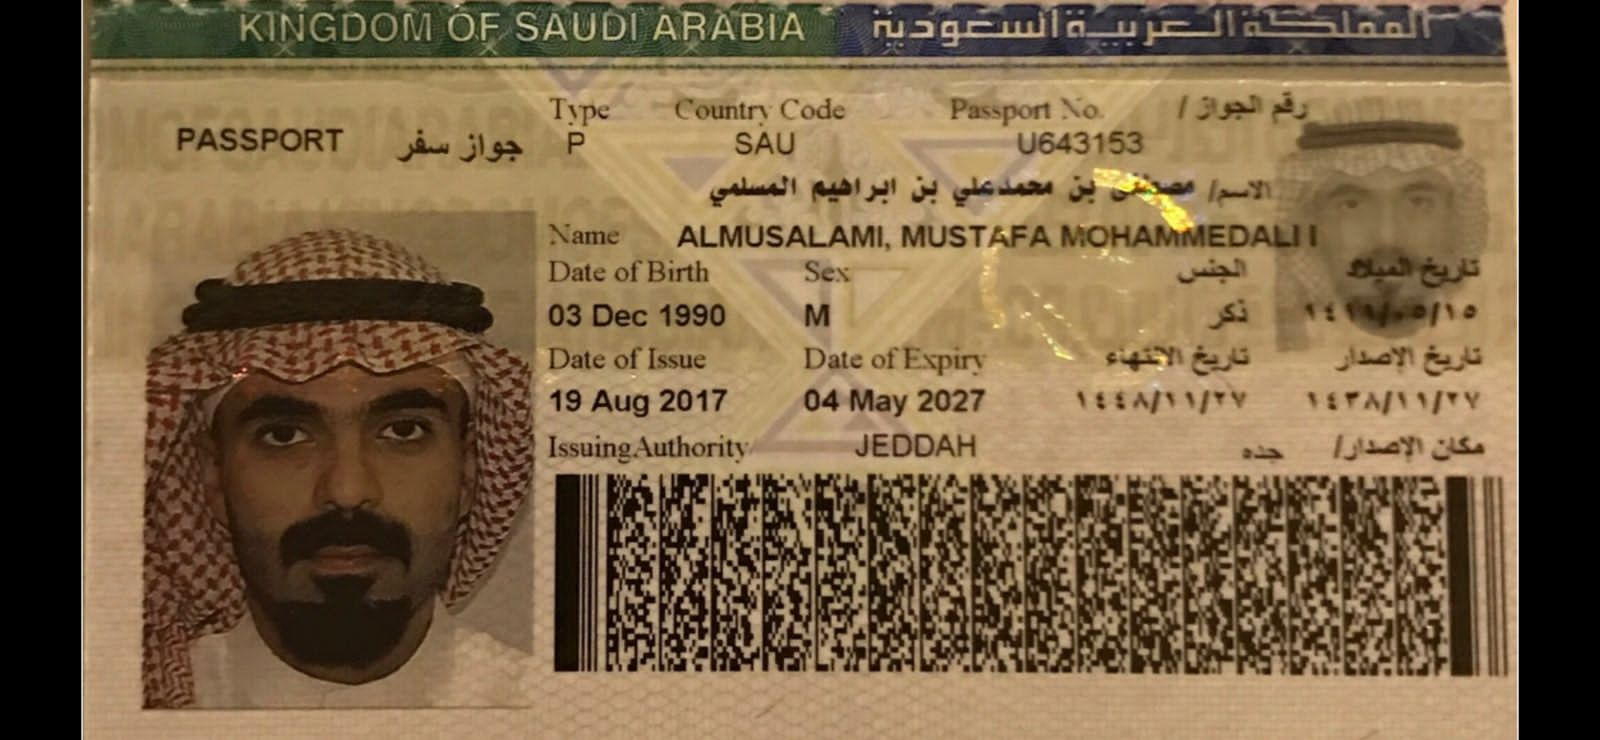 KINGDOM OF SAUDI ARABIA المملكة العربية السعودية
Type Country Code Passport No. رقم الجواز /
PASSPORT جواز سفر P SAU U643153
الاسم/ مصطفى بن محمدعلي بن ابراهيم المسلمي
Name ALMUSALAMI, MUSTAFA MOHAMMEDALI I
Date of Birth Sex الجنس تاريخ الميلاد
03 Dec 1990 M ذكر ١٤١١/٠٥/١٥
Date of Issue Date of Expiry تاريخ الانتهاء تاريخ الإصدار
19 Aug 2017 04 May 2027 ١٤٤٨/١١/٢٧ ١٤٣٨/١١/٢٧
Issuing Authority JEDDAH جده مكان الإصدار/